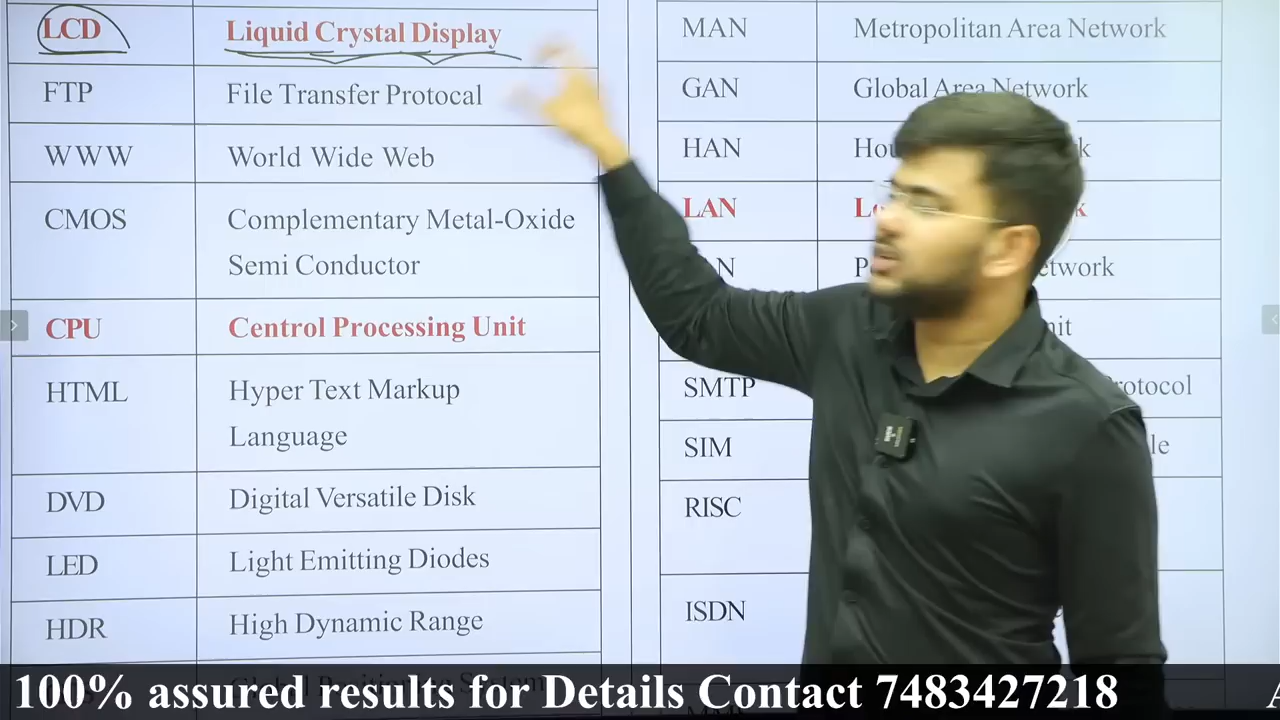 LCD Liquid Crystal Display
FTP File Transfer Protocal
WWW World Wide Web
CMOS Complementary Metal-Oxide
Semi Conductor
CPU Centrol Processing Unit
HTML Hyper Text Markup
Language
DVD Digital Versatile Disk
LED Light Emitting Diodes
HDR High Dynamic Range
MAN Metropolitan Area Network
GAN Global Area Network
HAN
LAN
SMTP Protocol
SIM
RISC
ISDN
100% assured results for Details Contact 7483427218